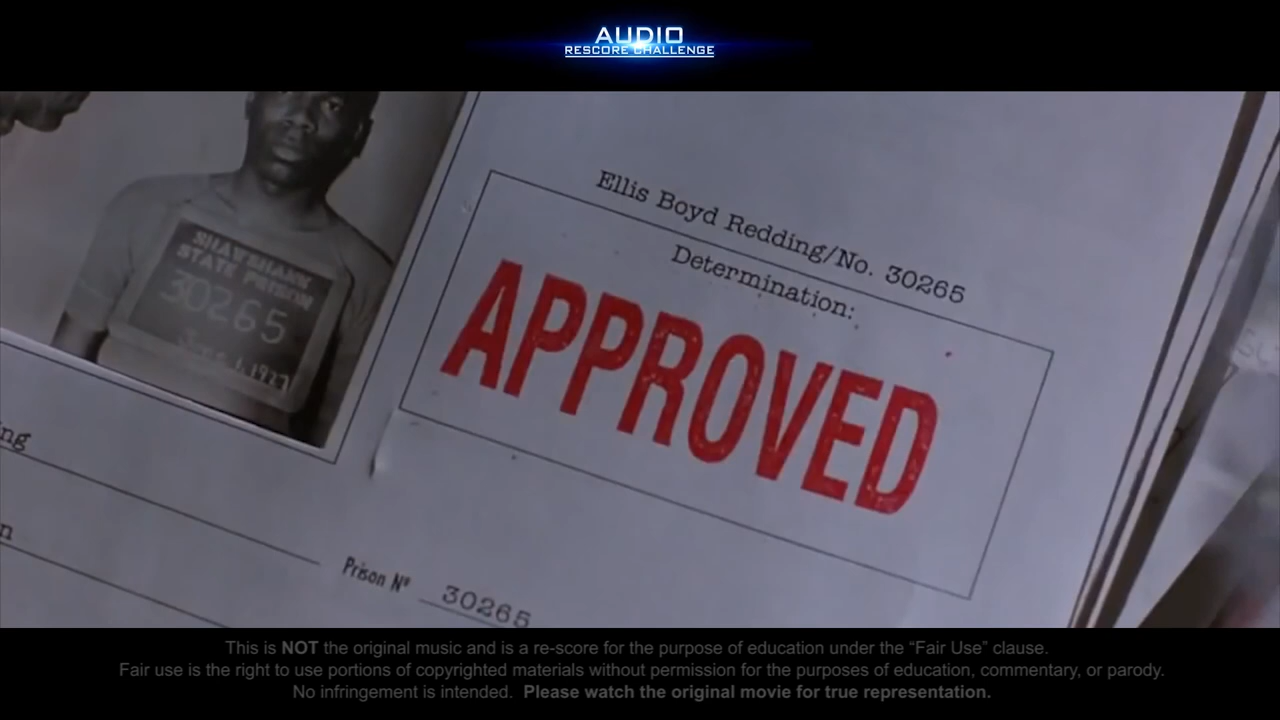 AUDIO
RESCORE CHALLENGE
SHAWSHANK
STATE PRISON
30265
1927
Ellis Boyd Redding/No. 30265
Determination:
APPROVED
ng
n
Prison Nº 30265
This is NOT the original music and is a re-score for the purpose of education under the “Fair Use” clause.
Fair use is the right to use portions of copyrighted materials without permission for the purposes of education, commentary, or parody.
No infringement is intended. Please watch the original movie for true representation.